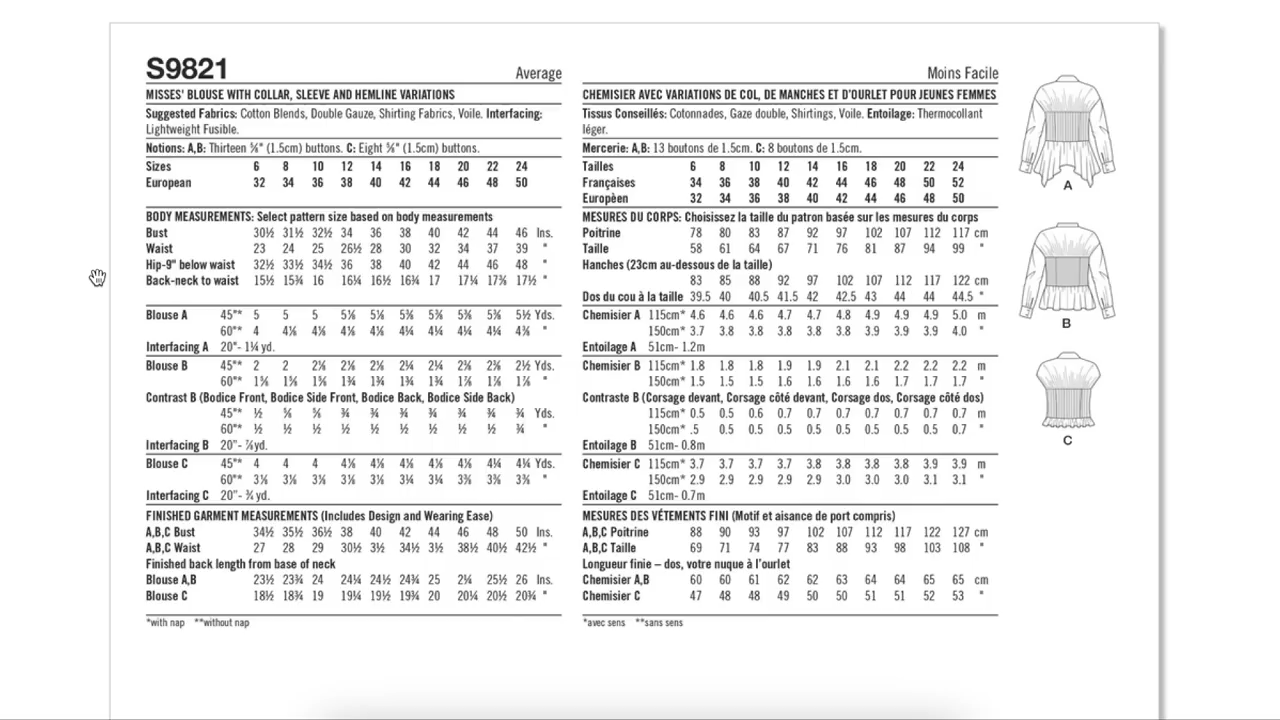 S9821
Average
MISSES' BLOUSE WITH COLLAR, SLEEVE AND HEMLINE VARIATIONS
Suggested Fabrics: Cotton Blends, Double Gauze, Shirting Fabrics, Voile. Interfacing:
Lightweight Fusible.
Notions: A,B: Thirteen ⅝" (1.5cm) buttons. C: Eight ⅝" (1.5cm) buttons.
Sizes 6 8 10 12 14 16 18 20 22 24
European 32 34 36 38 40 42 44 46 48 50
BODY MEASUREMENTS: Select pattern size based on body measurements
Bust 30½ 31½ 32½ 34 36 38 40 42 44 46 Ins.
Waist 23 24 25 26½ 28 30 32 34 37 39 "
Hip-9" below waist 32½ 33½ 34½ 36 38 40 42 44 46 48 "
Back-neck to waist 15½ 15¾ 16 16¼ 16½ 16¾ 17 17¼ 17⅜ 17½ "
Blouse A 45"* 5 5 5 5⅛ 5⅛ 5⅜ 5⅜ 5⅜ 5⅜ 5½ Yds.
60"* 4 4⅛ 4⅛ 4⅛ 4⅛ 4⅛ 4¼ 4¼ 4¼ 4⅜ "
Interfacing A 20"- 1¼ yd.
Blouse B 45"* 2 2 2⅛ 2⅛ 2⅛ 2¼ 2¼ 2⅜ 2⅜ 2½ Yds.
60"* 1⅝ 1⅝ 1⅝ 1¾ 1¾ 1¾ 1¾ 1⅞ 1⅞ 1⅞ "
Contrast B (Bodice Front, Bodice Side Front, Bodice Back, Bodice Side Back)
45"* ½ ⅝ ⅝ ¾ ¾ ¾ ¾ ¾ ¾ ¾ Yds.
60"* ½ ½ ½ ½ ½ ½ ½ ½ ½ ¾ "
Interfacing B 20"- ⅞yd.
Blouse C 45"* 4 4 4 4⅛ 4⅛ 4⅛ 4⅛ 4⅛ 4¼ 4¼ Yds.
60"* 3⅛ 3⅛ 3⅛ 3⅛ 3⅛ 3¼ 3¼ 3⅜ 3⅜ 3⅜ "
Interfacing C 20"- ¾ yd.
FINISHED GARMENT MEASUREMENTS (Includes Design and Wearing Ease)
A,B,C Bust 34½ 35½ 36½ 38 40 42 44 46 48 50 Ins.
A,B,C Waist 27 28 29 30½ 3½ 34½ 3½ 38½ 40½ 42½ "
Finished back length from base of neck
Blouse A,B 23½ 23¾ 24 24¼ 24½ 24¾ 25 2¼ 25½ 26 Ins.
Blouse C 18½ 18¾ 19 19¼ 19½ 19¾ 20 20¼ 20½ 20¾ "
*with nap **without nap
Moins Facile
CHEMISIER AVEC VARIATIONS DE COL, DE MANCHES ET D'OURLET POUR JEUNES FEMMES
Tissus Conseillés: Cotonnades, Gaze double, Shirtings, Voile. Entoilage: Thermocollant
léger.
Mercerie: A,B: 13 boutons de 1.5cm. C: 8 boutons de 1.5cm.
Tailles 6 8 10 12 14 16 18 20 22 24
Françaises 34 36 38 40 42 44 46 48 50 52
Europèen 32 34 36 38 40 42 44 46 48 50
MESURES DU CORPS: Choisissez la taille du patron basée sur les mesures du corps
Poitrine 78 80 83 87 92 97 102 107 112 117 cm
Taille 58 61 64 67 71 76 81 87 94 99 "
Hanches (23cm au-dessous de la taille)
83 85 88 92 97 102 107 112 117 122 cm
Dos du cou à la taille 39.5 40 40.5 41.5 42 42.5 43 44 44 44.5 "
Chemisier A 115cm* 4.6 4.6 4.6 4.7 4.7 4.8 4.9 4.9 4.9 5.0 m
150cm* 3.7 3.8 3.8 3.8 3.8 3.8 3.9 3.9 3.9 4.0 "
Entoilage A 51cm- 1.2m
Chemisier B 115cm* 1.8 1.8 1.8 1.9 1.9 2.1 2.1 2.2 2.2 2.2 m
150cm* 1.5 1.5 1.5 1.6 1.6 1.6 1.6 1.7 1.7 1.7 "
Contraste B (Corsage devant, Corsage côté devant, Corsage dos, Corsage côté dos)
115cm* 0.5 0.5 0.6 0.7 0.7 0.7 0.7 0.7 0.7 0.7 m
150cm* .5 0.5 0.5 0.5 0.5 0.5 0.5 0.5 0.5 0.7 "
Entoilage B 51cm- 0.8m
Chemisier C 115cm* 3.7 3.7 3.7 3.7 3.8 3.8 3.8 3.8 3.9 3.9 m
150cm* 2.9 2.9 2.9 2.9 2.9 3.0 3.0 3.0 3.1 3.1 "
Entoilage C 51cm- 0.7m
MESURES DES VÉTEMENTS FINI (Motif et aisance de port compris)
A,B,C Poitrine 88 90 93 97 102 107 112 117 122 127 cm
A,B,C Taille 69 71 74 77 83 88 93 98 103 108 "
Longueur finie – dos, votre nuque à l'ourlet
Chemisier A,B 60 60 61 62 62 63 64 64 65 65 cm
Chemisier C 47 48 48 49 50 50 51 51 52 53 "
*avec sens **sans sens
A
B
C